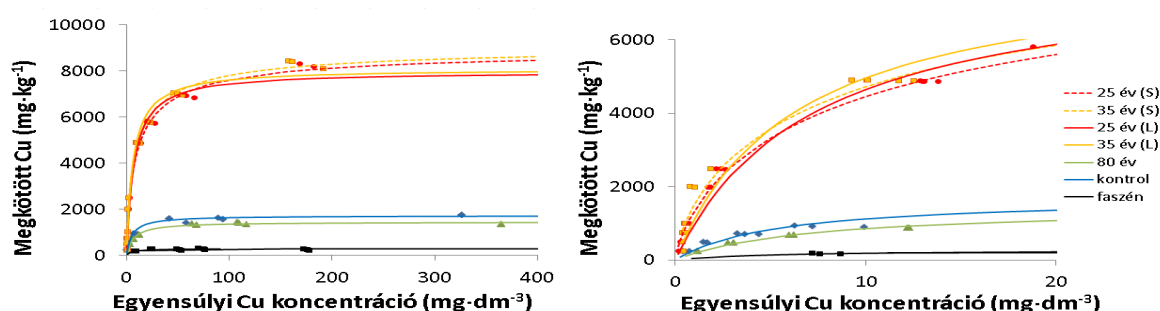 Megkötött Cu (mg·kg-1)
10000
8000
6000
4000
2000
0
0
100
200
300
400
Egyensúlyi Cu koncentráció (mg·dm-3)
Megkötött Cu (mg·kg-1)
6000
4000
2000
0
0
10
20
Egyensúlyi Cu koncentráció (mg·dm-3)
25 év (S)
35 év (S)
25 év (L)
35 év (L)
80 év
kontrol
faszén